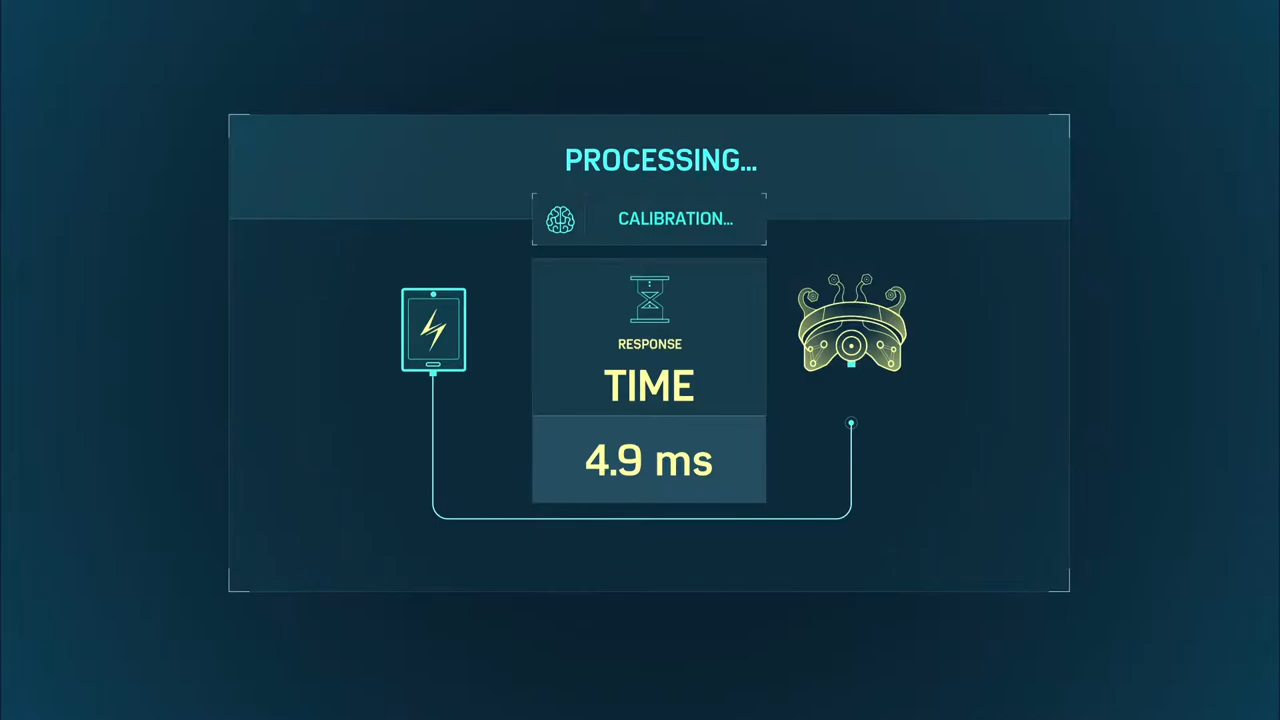 PROCESSING...
CALIBRATION...
RESPONSE
TIME
4.9 ms